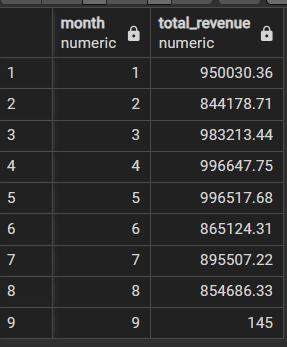 month total_revenue
numeric numeric
1 1 950030.36
2 2 844178.71
3 3 983213.44
4 4 996647.75
5 5 996517.68
6 6 865124.31
7 7 895507.22
8 8 854686.33
9 9 145